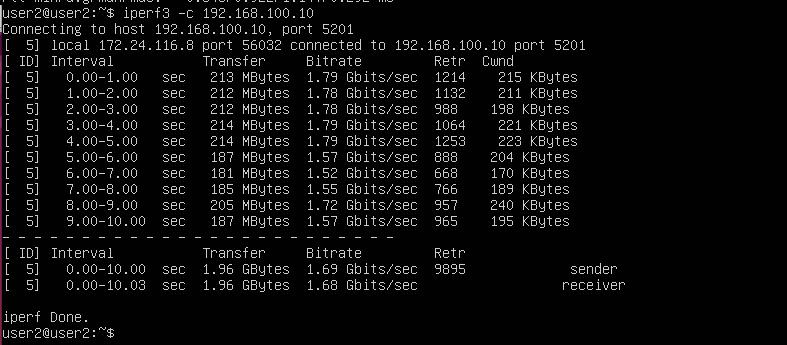 user2@user2:~$ iperf3 -c 192.168.100.10
Connecting to host 192.168.100.10, port 5201
[  5] local 172.24.116.8 port 56032 connected to 192.168.100.10 port 5201
[ ID] Interval           Transfer     Bitrate         Retr  Cwnd
[  5]   0.00-1.00   sec   213 MBytes  1.79 Gbits/sec  1214    215 KBytes
[  5]   1.00-2.00   sec   212 MBytes  1.78 Gbits/sec  1132    211 KBytes
[  5]   2.00-3.00   sec   212 MBytes  1.78 Gbits/sec  988    198 KBytes
[  5]   3.00-4.00   sec   214 MBytes  1.79 Gbits/sec  1064    221 KBytes
[  5]   4.00-5.00   sec   214 MBytes  1.79 Gbits/sec  1253    223 KBytes
[  5]   5.00-6.00   sec   187 MBytes  1.57 Gbits/sec  888    204 KBytes
[  5]   6.00-7.00   sec   181 MBytes  1.52 Gbits/sec  668    170 KBytes
[  5]   7.00-8.00   sec   185 MBytes  1.55 Gbits/sec  766    189 KBytes
[  5]   8.00-9.00   sec   205 MBytes  1.72 Gbits/sec  957    240 KBytes
[  5]   9.00-10.00  sec   187 MBytes  1.57 Gbits/sec  965    195 KBytes
- - - - - - - - - - - - - - - - - - - - - - - - -
[ ID] Interval           Transfer     Bitrate         Retr
[  5]   0.00-10.00  sec  1.96 GBytes  1.69 Gbits/sec  9895             sender
[  5]   0.00-10.03  sec  1.96 GBytes  1.68 Gbits/sec                  receiver
iperf Done.
user2@user2:~$